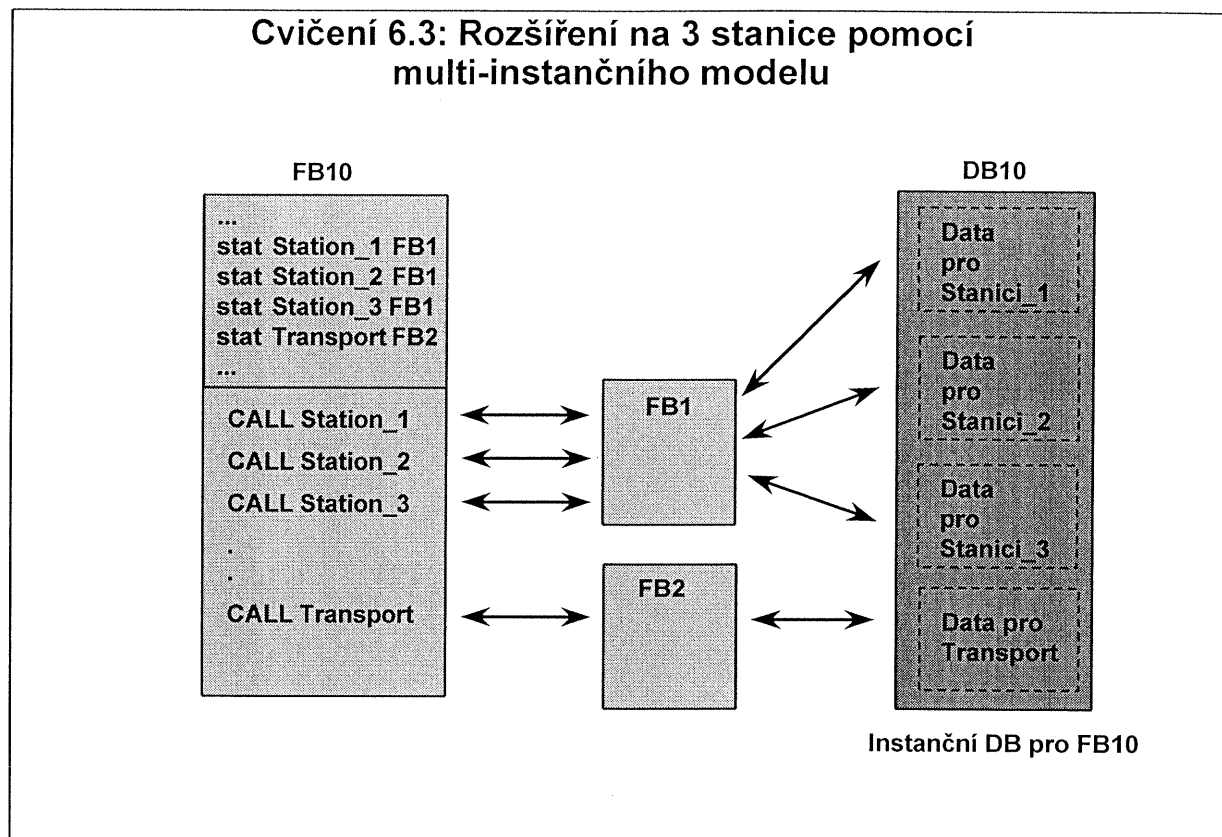 Cvičení 6.3: Rozšíření na 3 stanice pomocí
multi-instančního modelu
FB10
...
stat Station_1 FB1
stat Station_2 FB1
stat Station_3 FB1
stat Transport FB2
...
CALL Station_1
CALL Station_2
CALL Station_3
.
.
CALL Transport
FB1
FB2
DB10
Data
pro
Stanici_1
Data
pro
Stanici_2
Data
pro
Stanici_3
Data pro
Transport
Instanční DB pro FB10